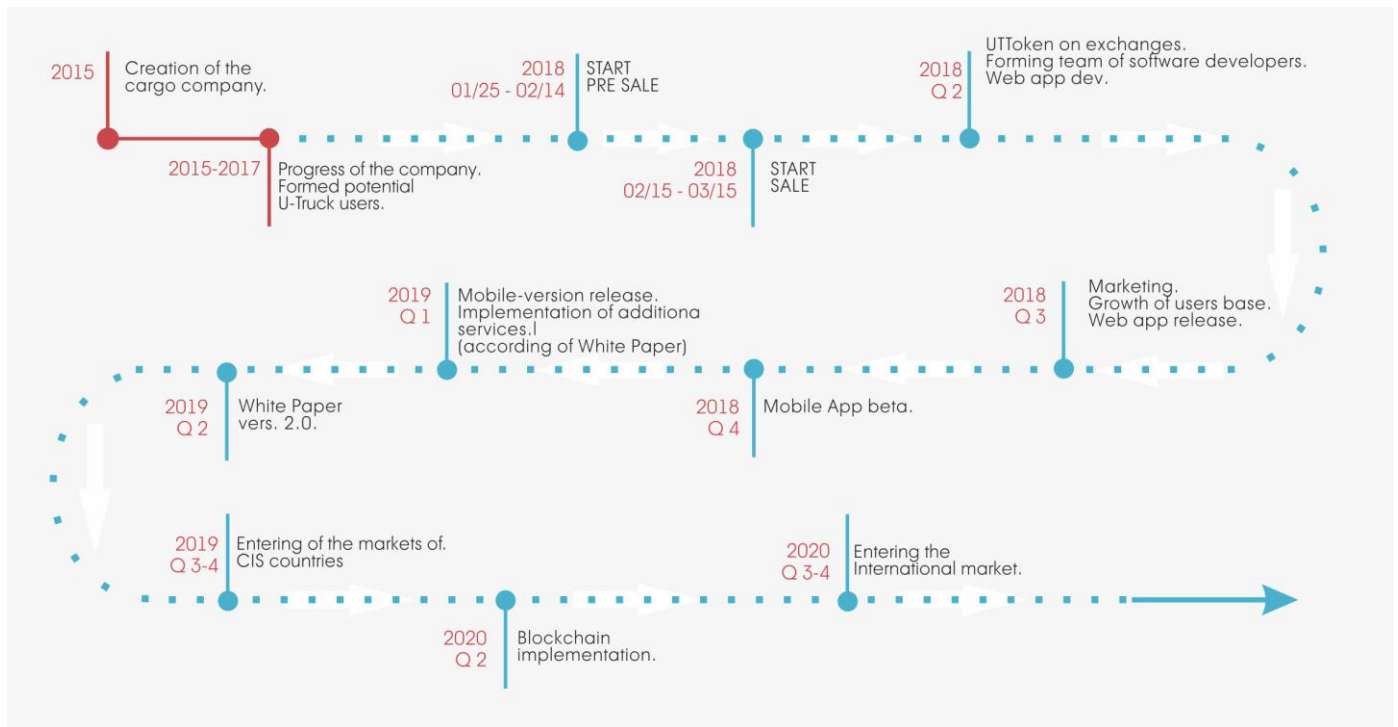 2015
Creation of the
cargo company.
2015-2017
Progress of the company.
Formed potential
U-Truck users.
2018
01/25 - 02/14
START
PRE SALE
2018
02/15 - 03/15
START
SALE
2018
Q 2
UTToken on exchanges.
Forming team of software developers.
Web app dev.
2018
Q 3
Marketing.
Growth of users base.
Web app release.
2018
Q 4
Mobile App beta.
2019
Q 1
Mobile-version release.
Implementation of additiona
services.l
(according of White Paper)
2019
Q 2
White Paper
vers. 2.0.
2019
Q 3-4
Entering of the markets of.
CIS countries
2020
Q 2
Blockchain
implementation.
2020
Q 3-4
Entering the
International market.